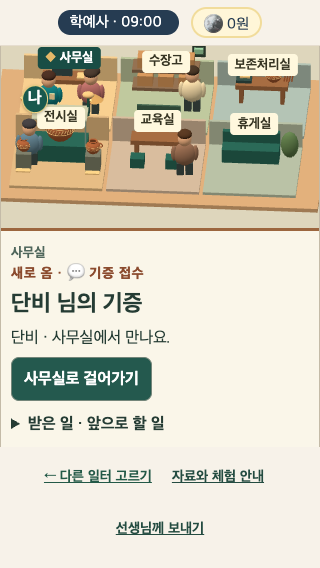 학예사 · 09:00
0원
사무실
수장고
보존처리실
나
전시실
교육실
휴게실
사무실
새로 옴 · 💬 기증 접수
단비 님의 기증
단비 · 사무실에서 만나요.
사무실로 걸어가기
▶ 받은 일 · 앞으로 할 일
← 다른 일터 고르기 자료와 체험 안내
선생님께 보내기